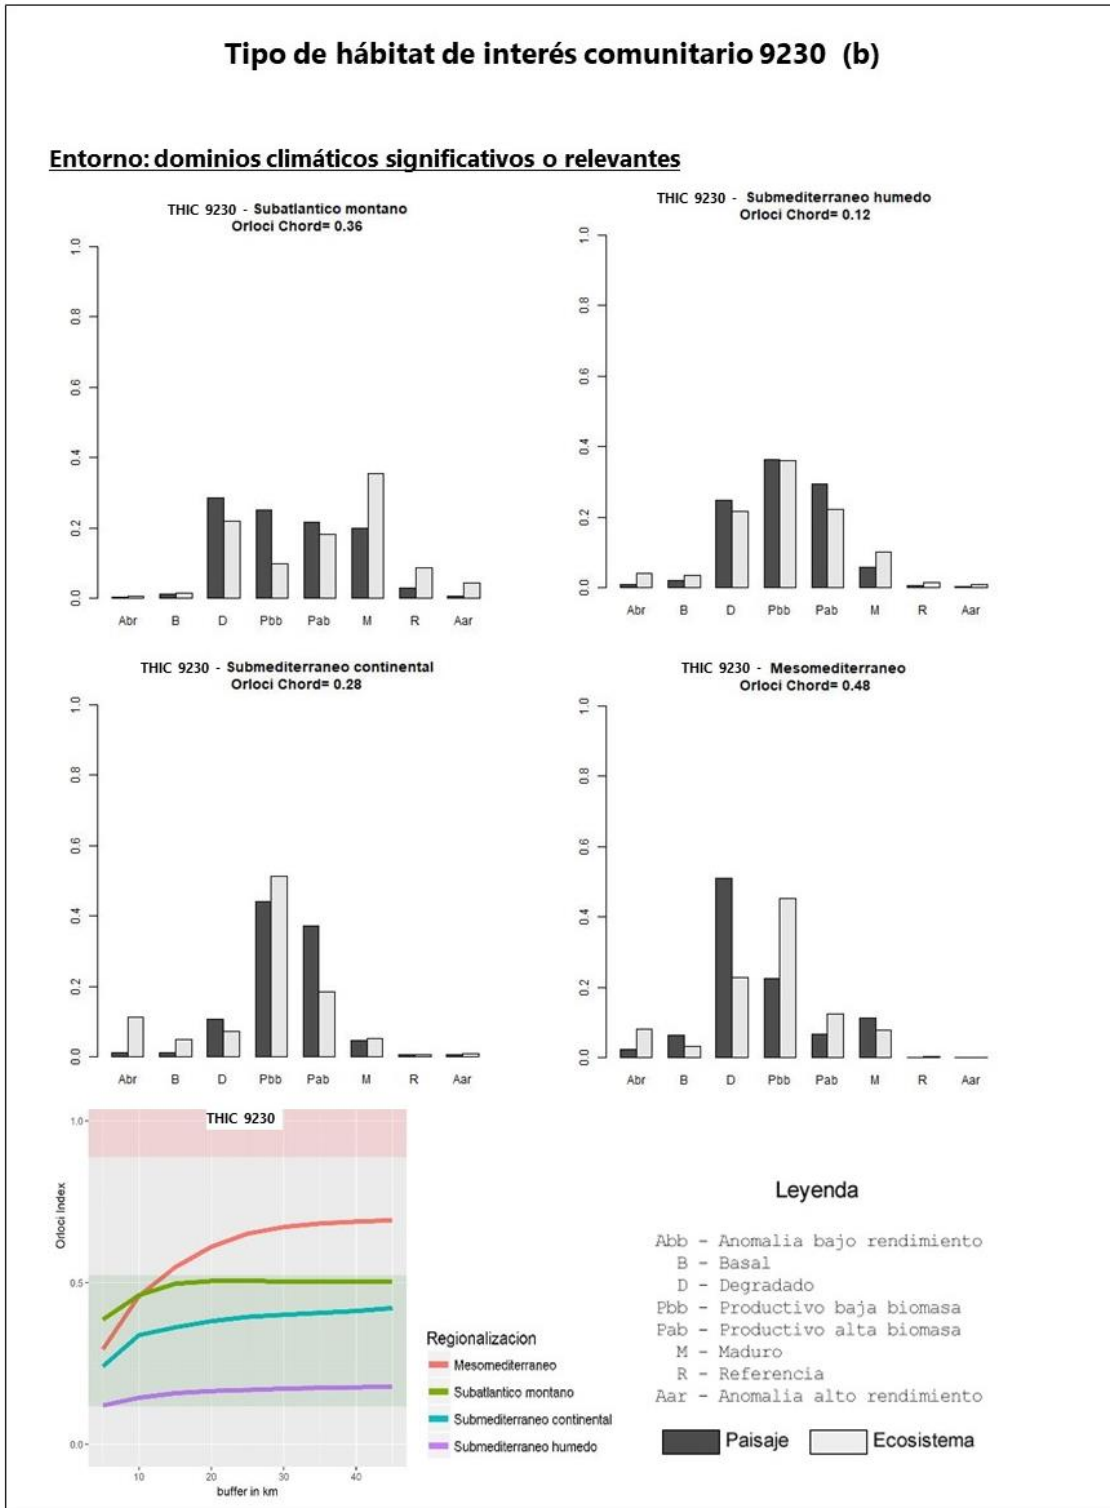 Tipo de hábitat de interés comunitario 9230 (b)
Entorno: dominios climáticos significativos o relevantes
THIC 9230 - Subatlantico montano
Orloci Chord= 0.36
1.0
0.8
0.6
0.4
0.2
0.0
Abr B D Pbb Pab M R Aar
THIC 9230 - Submediterraneo humedo
Orloci Chord= 0.12
1.0
0.8
0.6
0.4
0.2
0.0
Abr B D Pbb Pab M R Aar
THIC 9230 - Submediterraneo continental
Orloci Chord= 0.28
1.0
0.8
0.6
0.4
0.2
0.0
Abr B D Pbb Pab M R Aar
THIC 9230 - Mesomediterraneo
Orloci Chord= 0.48
1.0
0.8
0.6
0.4
0.2
0.0
Abr B D Pbb Pab M R Aar
THIC 9230
Orloci Index
1.0
0.5
0.0
10 20 30 40
buffer in km
Regionalizacion
Mesomediterraneo
Subatlantico montano
Submediterraneo continental
Submediterraneo humedo
Leyenda
Abb - Anomalia bajo rendimiento
B - Basal
D - Degradado
Pbb - Productivo baja biomasa
Pab - Productivo alta biomasa
M - Maduro
R - Referencia
Aar - Anomalia alto rendimiento
Paisaje Ecosistema